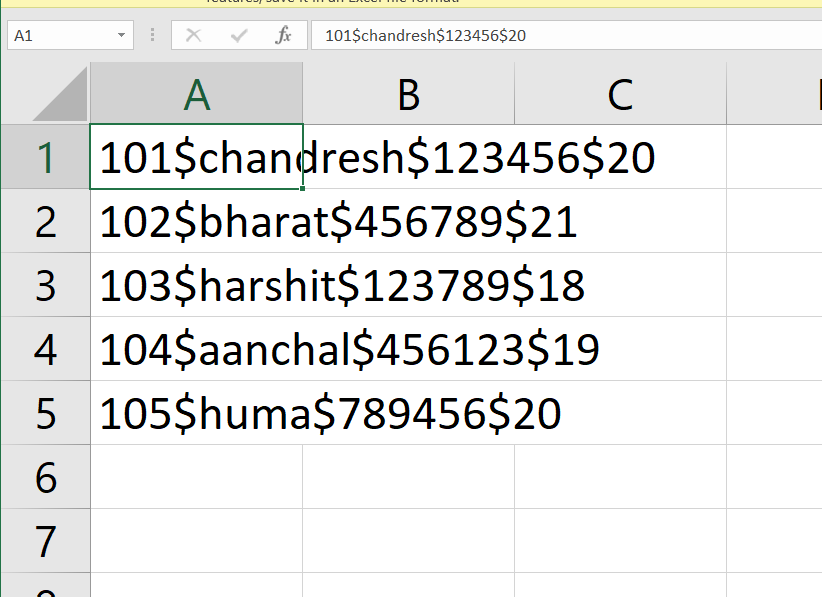 features, save it in an Excel file format.
A1 fx 101$chandresh$123456$20
A B C
1 101$chandresh$123456$20
2 102$bharat$456789$21
3 103$harshit$123789$18
4 104$aanchal$456123$19
5 105$huma$789456$20
6
7